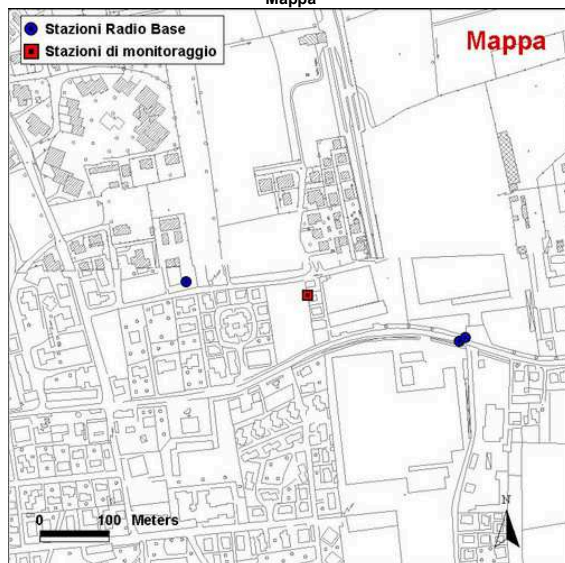 Mappa
Stazioni Radio Base
Stazioni di monitoraggio
Mappa
N
0 100 Meters